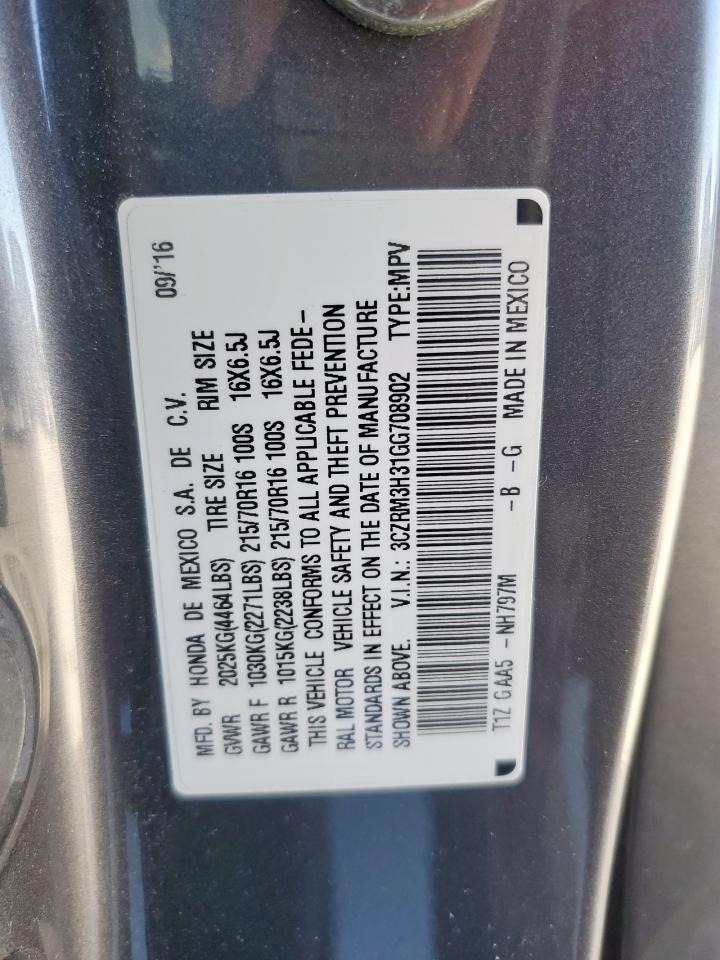 MFD. BY HONDA DE MEXICO S.A. DE C.V. 09/'16
GVWR 2025KG(4464LBS) TIRE SIZE RIM SIZE
GAWR F 1030KG(2271LBS) 215/70R16 100S 16X6.5J
GAWR R 1015KG(2238LBS) 215/70R16 100S 16X6.5J
THIS VEHICLE CONFORMS TO ALL APPLICABLE FEDE-
RAL MOTOR VEHICLE SAFETY AND THEFT PREVENTION
STANDARDS IN EFFECT ON THE DATE OF MANUFACTURE
SHOWN ABOVE. V.I.N.: 3CZRM3H31GG708902 TYPE:MPV
T1Z GAA5 -NH797M -B -G MADE IN MEXICO